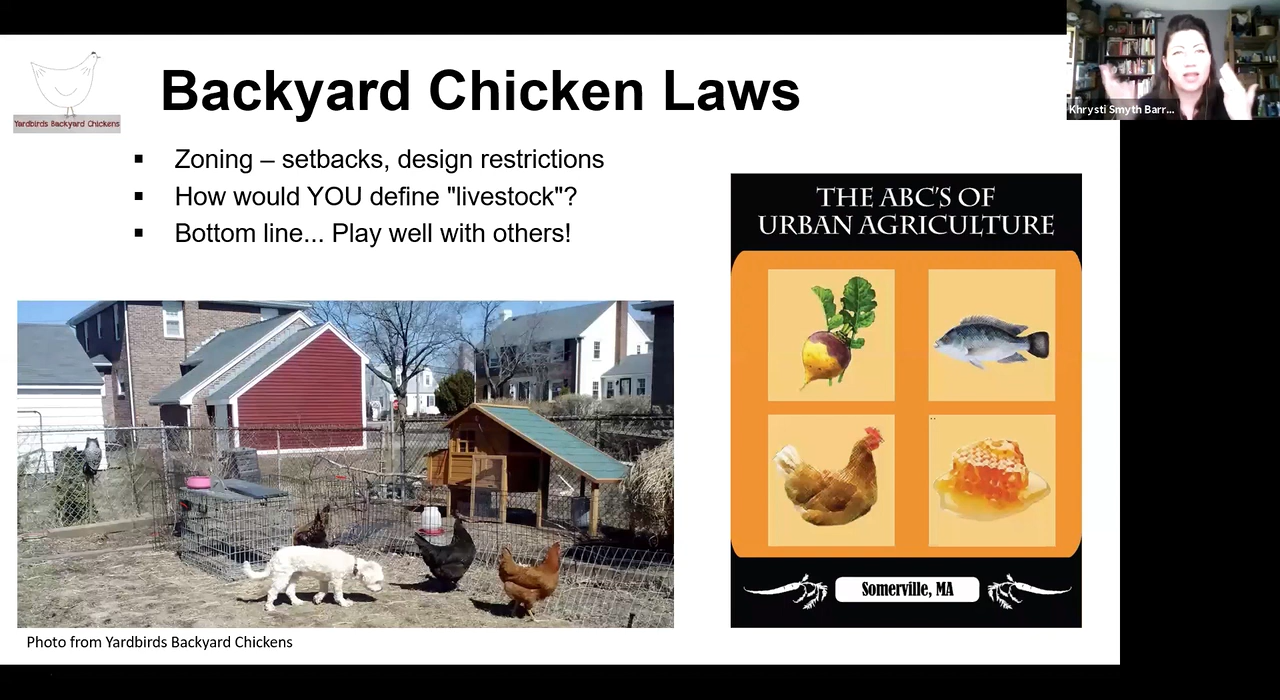 Backyard Chicken Laws
Yardbirds Backyard Chickens
Khrysti Smyth Barr...
▪ Zoning – setbacks, design restrictions
▪ How would YOU define "livestock"?
▪ Bottom line... Play well with others!
THE ABC'S OF
URBAN AGRICULTURE
Somerville, MA
Photo from Yardbirds Backyard Chickens